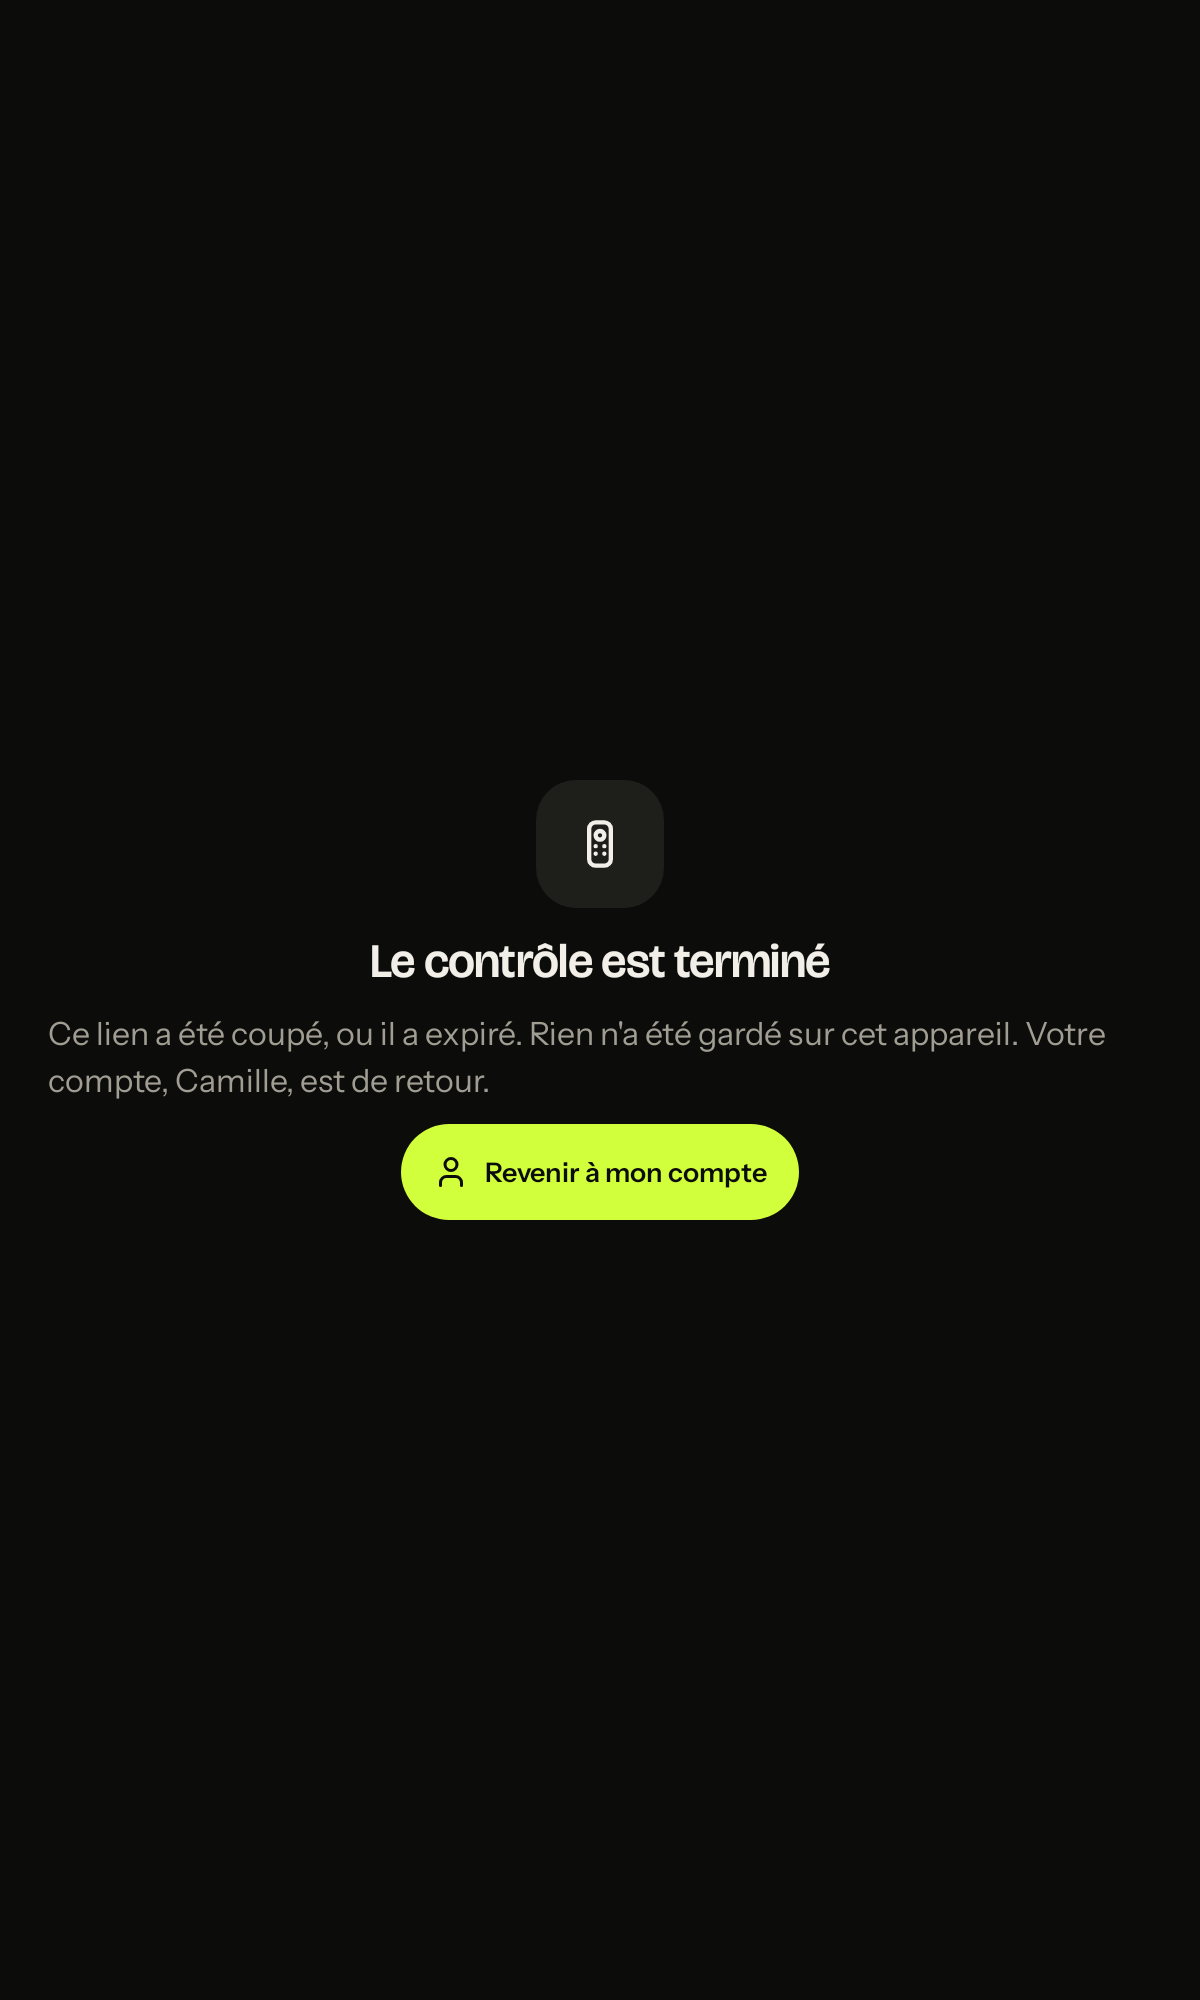 Le contrôle est terminé
Ce lien a été coupé, ou il a expiré. Rien n'a été gardé sur cet appareil. Votre
compte, Camille, est de retour.
Revenir à mon compte